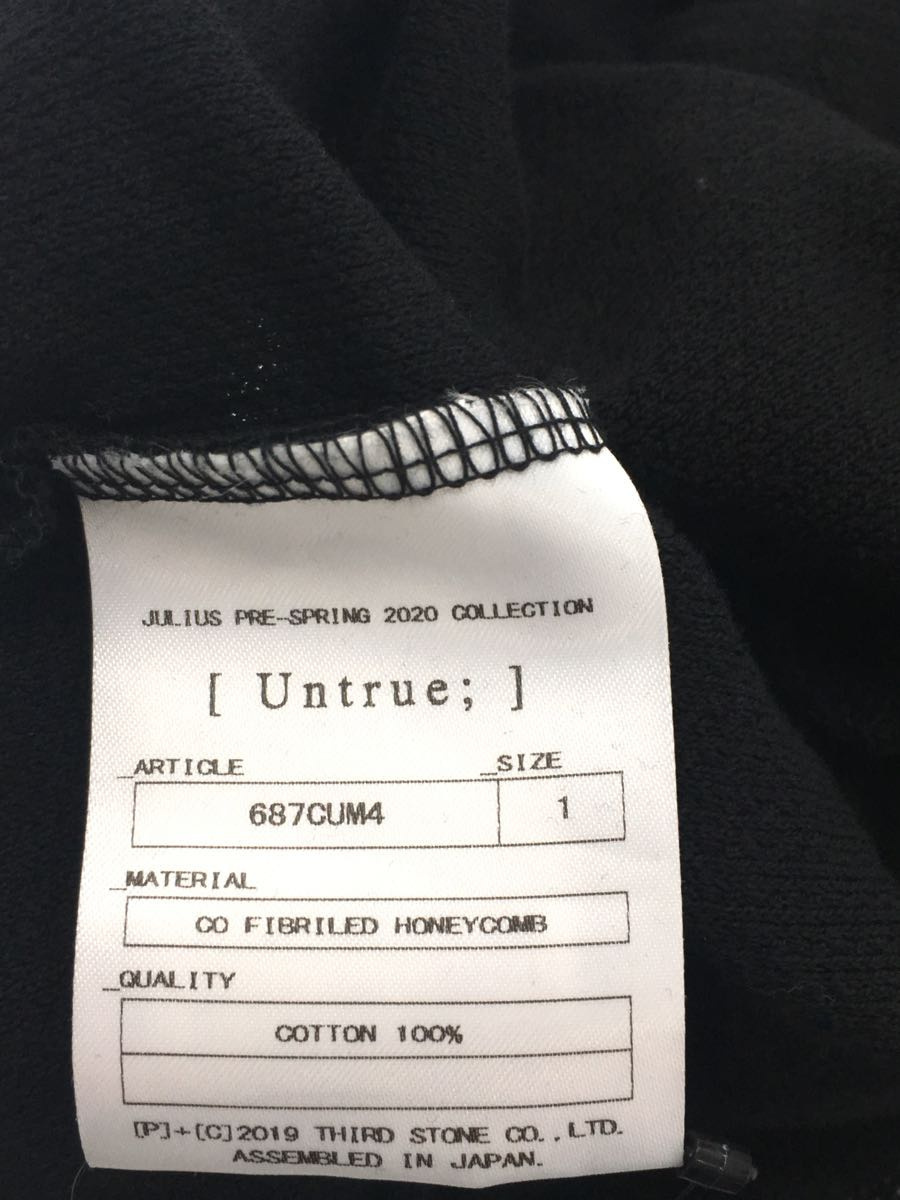 JULIUS PRE-SPRING 2020 COLLECTION
[ Untrue; ]
_ARTICLE _SIZE
687CUM4 1
_MATERIAL
CO FIBRILED HONEYCOMB
_QUALITY
COTTON 100%
[P]+[C]2019 THIRD STONE CO.,LTD.
ASSEMBLED IN JAPAN.